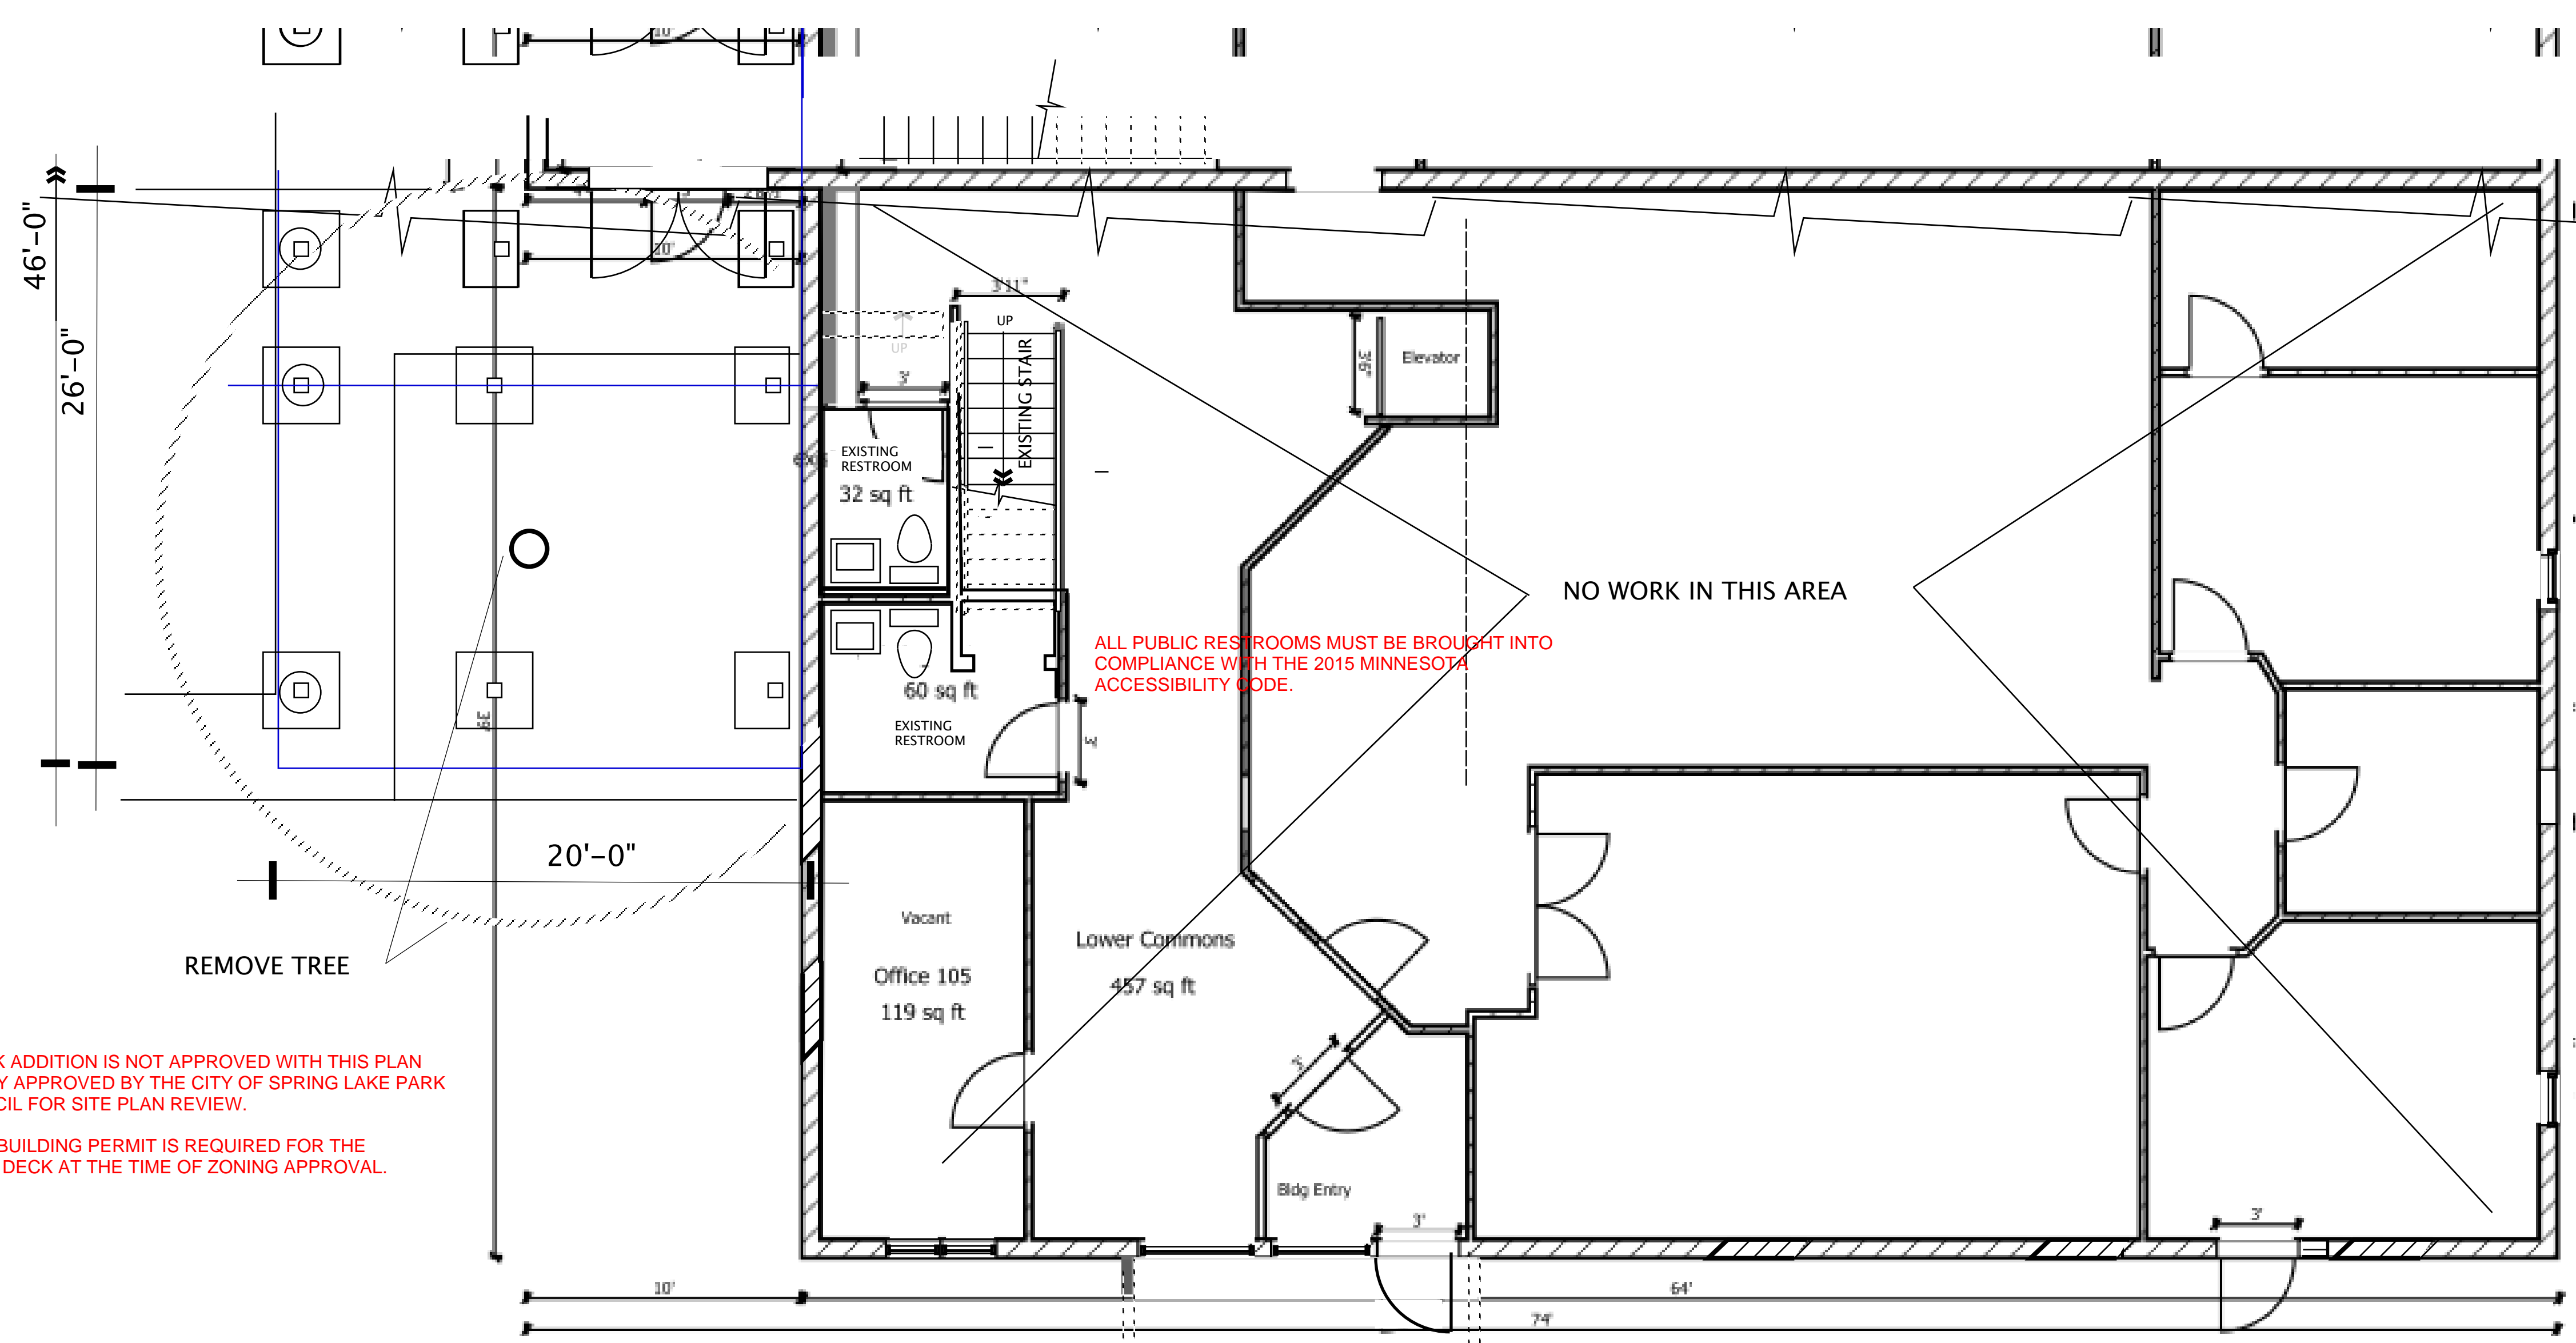 10'
46'-0"
26'-0"
10'
3'11"
UP
UP
EXISTING STAIR
3'
3'6"
Elevator
EXISTING
RESTROOM
32 sq ft
NO WORK IN THIS AREA
ALL PUBLIC RESTROOMS MUST BE BROUGHT INTO
COMPLIANCE WITH THE 2015 MINNESOTA
ACCESSIBILITY CODE.
60 sq ft
EXISTING
RESTROOM
3'
39'
20'-0"
REMOVE TREE
Vacant
Office 105
119 sq ft
Lower Commons
457 sq ft
K ADDITION IS NOT APPROVED WITH THIS PLAN
Y APPROVED BY THE CITY OF SPRING LAKE PARK
CIL FOR SITE PLAN REVIEW.
BUILDING PERMIT IS REQUIRED FOR THE
DECK AT THE TIME OF ZONING APPROVAL.
3'
Bldg Entry
3'
3'
10'
64'
74'